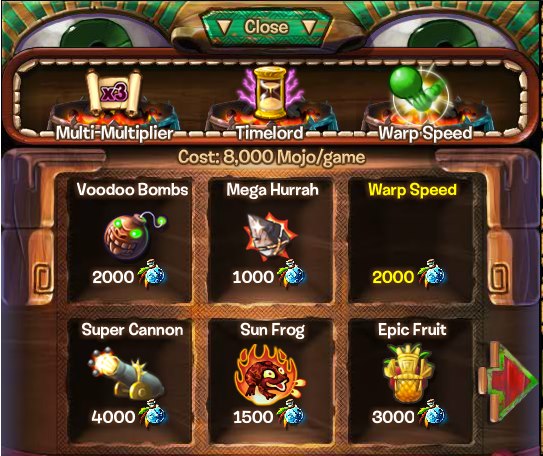 Close
x3
Multi-Multiplier Timelord Warp Speed
Cost: 8,000 Mojo/game
Voodoo Bombs Mega Hurrah Warp Speed
2000 1000 2000
Super Cannon Sun Frog Epic Fruit
4000 1500 3000